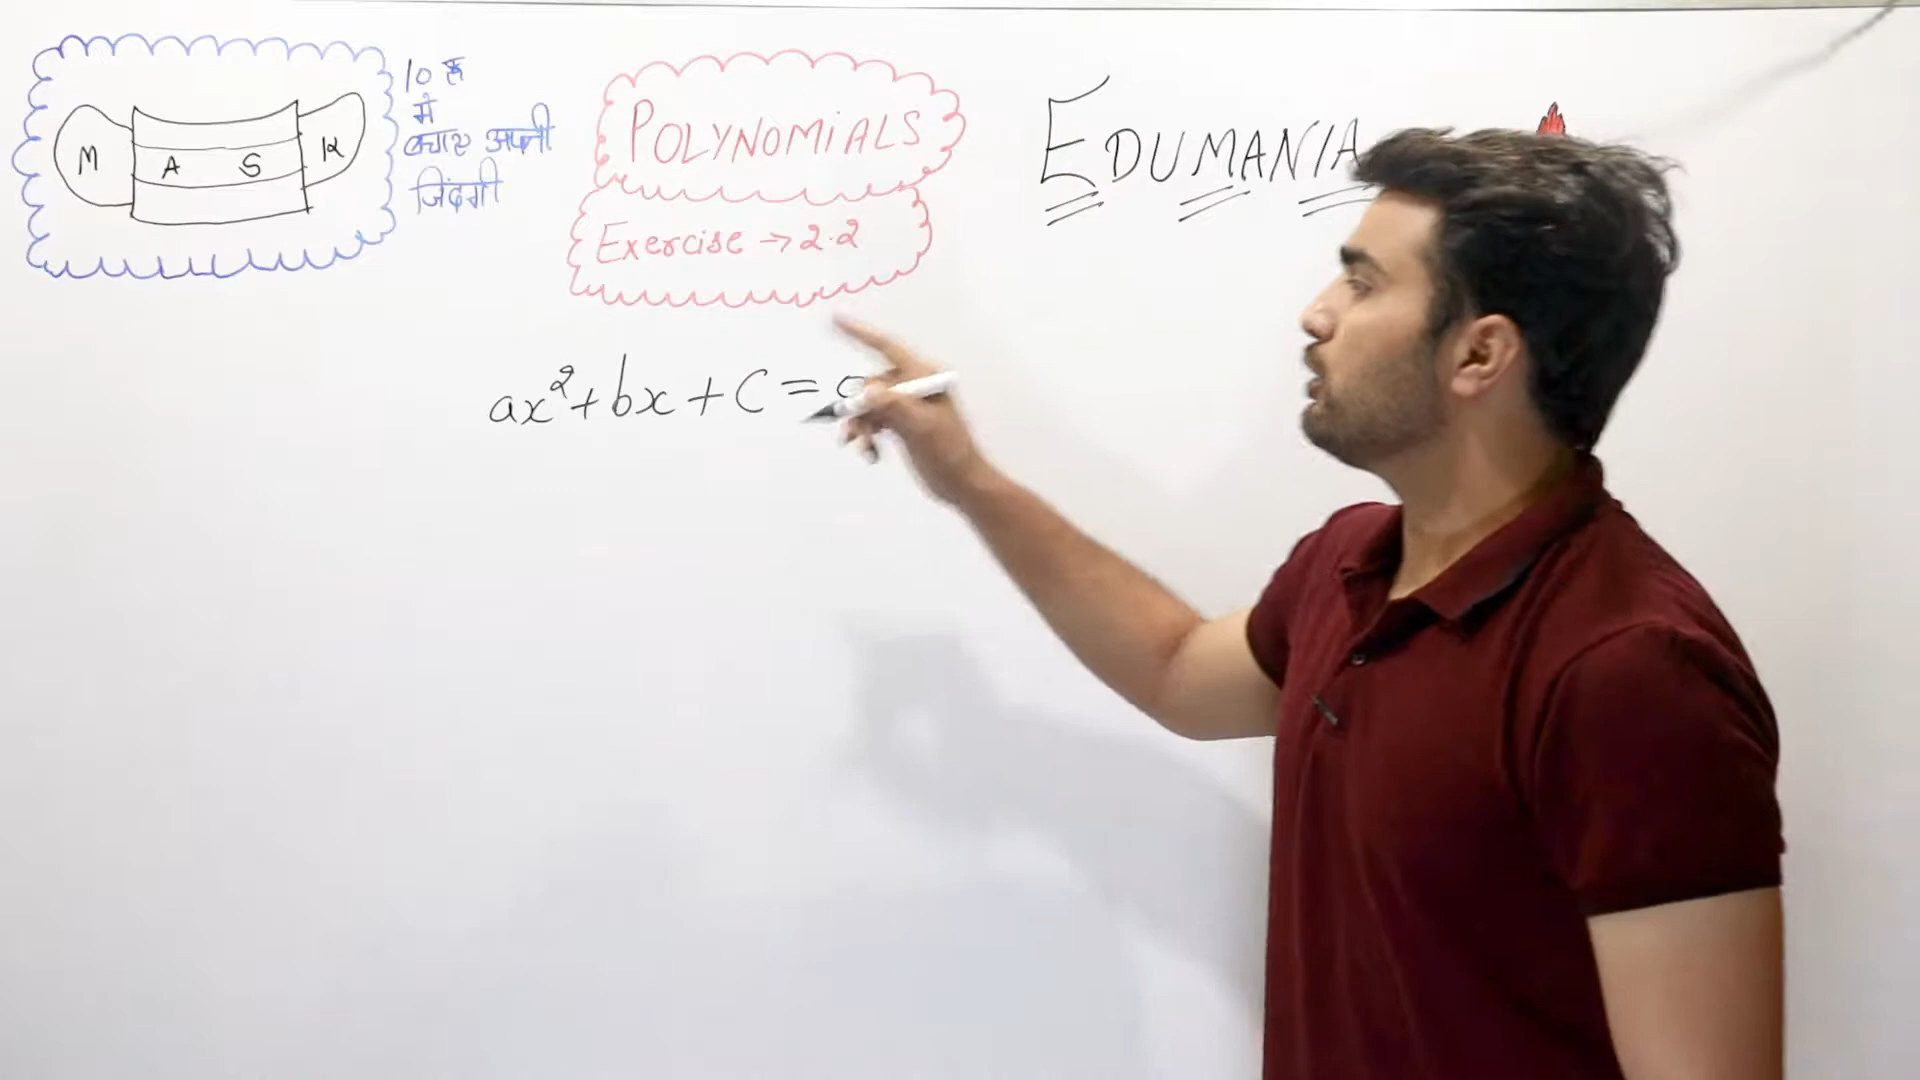 M A S K
10 रु
में
बचाए अपनी
जिंदगी
POLYNOMIALS
Exercise → 2.2
EDUMANIA
ax²+bx+c=0